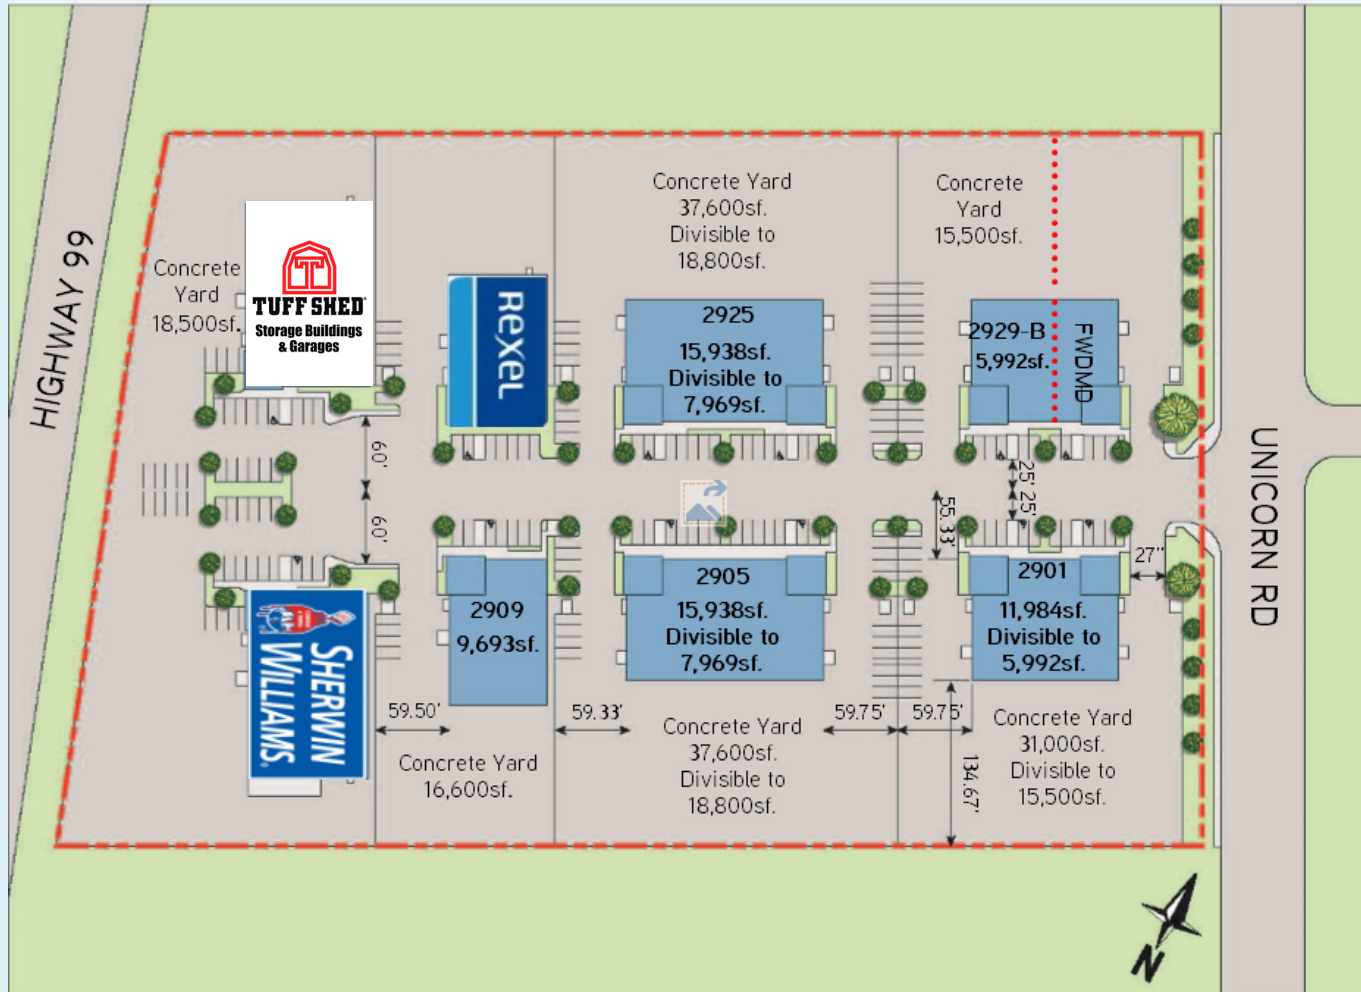 HIGHWAY 99
Concrete
Yard
18,500sf.
TUFF SHED
Storage Buildings
& Garages
REXEL
Concrete Yard
37,600sf.
Divisible to
18,800sf.
2925
15,938sf.
Divisible to
7,969sf.
Concrete
Yard
15,500sf.
2929-B
5,992sf.
FWDMD
60'
60'
25'
25'
55.33'
27"
UNICORN RD
SHERWIN
WILLIAMS.
2909
9,693sf.
2905
15,938sf.
Divisible to
7,969sf.
2901
11,984sf.
Divisible to
5,992sf.
59.50'
59.33'
59.75'
59.75'
134.67'
Concrete Yard
16,600sf.
Concrete Yard
37,600sf.
Divisible to
18,800sf.
Concrete Yard
31,000sf.
Divisible to
15,500sf.
N